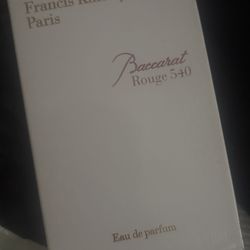 Francis
Paris
Baccarat
Rouge 540
Eau de parfum